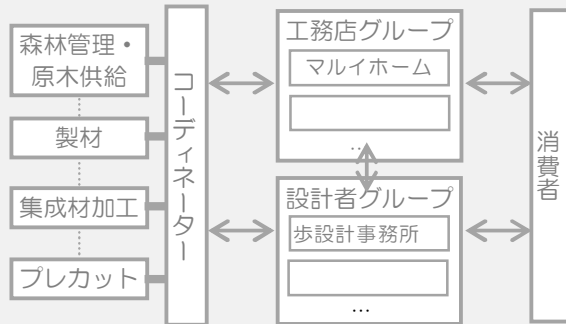 森林管理・
原木供給
製材
集成材加工
プレカット
コーディネーター
工務店グループ
マルイホーム
…
設計者グループ
歩設計事務所
…
消費者